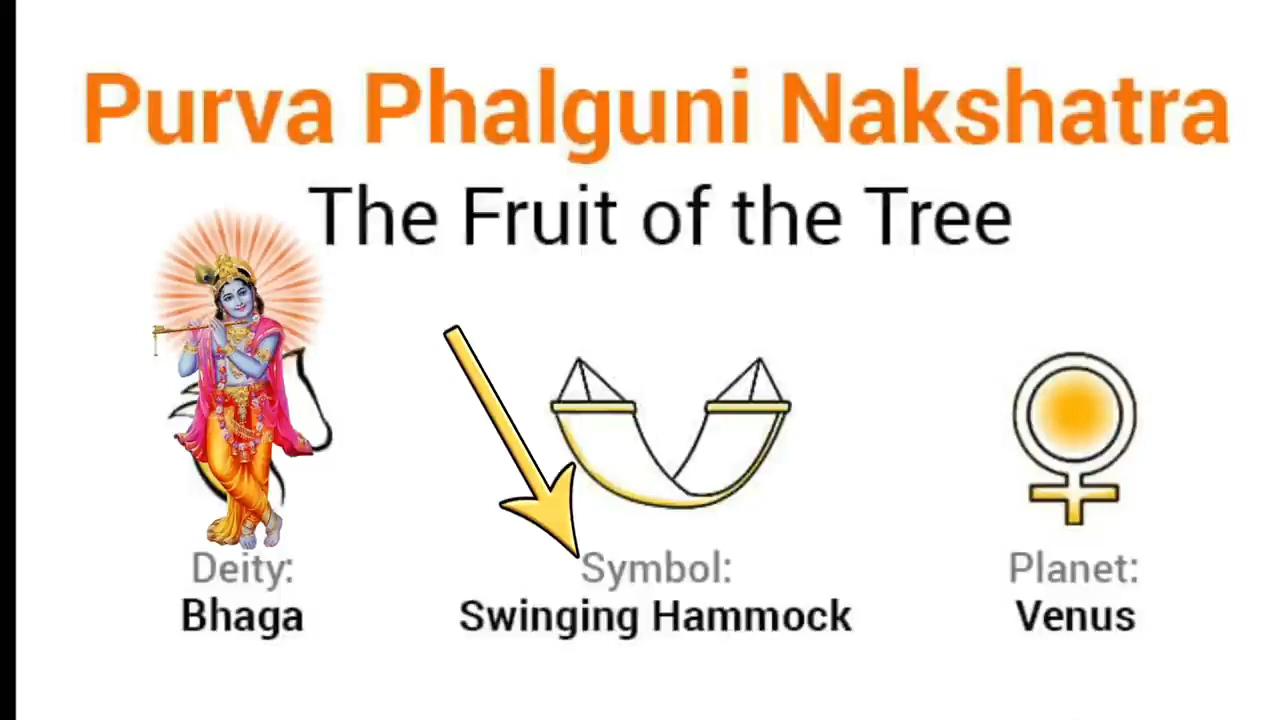 Purva Phalguni Nakshatra
The Fruit of the Tree
Deity:
Bhaga
Symbol:
Swinging Hammock
Planet:
Venus